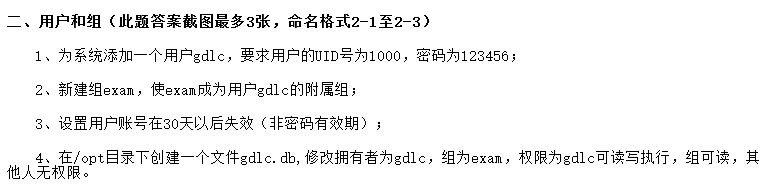 二、用户和组（此题答案截图最多3张，命名格式2-1至2-3）
1、为系统添加一个用户gdlc，要求用户的UID号为1000，密码为123456；
2、新建组exam，使exam成为用户gdlc的附属组；
3、设置用户账号在30天以后失效（非密码有效期）；
4、在/opt目录下创建一个文件gdlc.db,修改拥有者为gdlc，组为exam，权限为gdlc可读写执行，组可读，其
他人无权限。